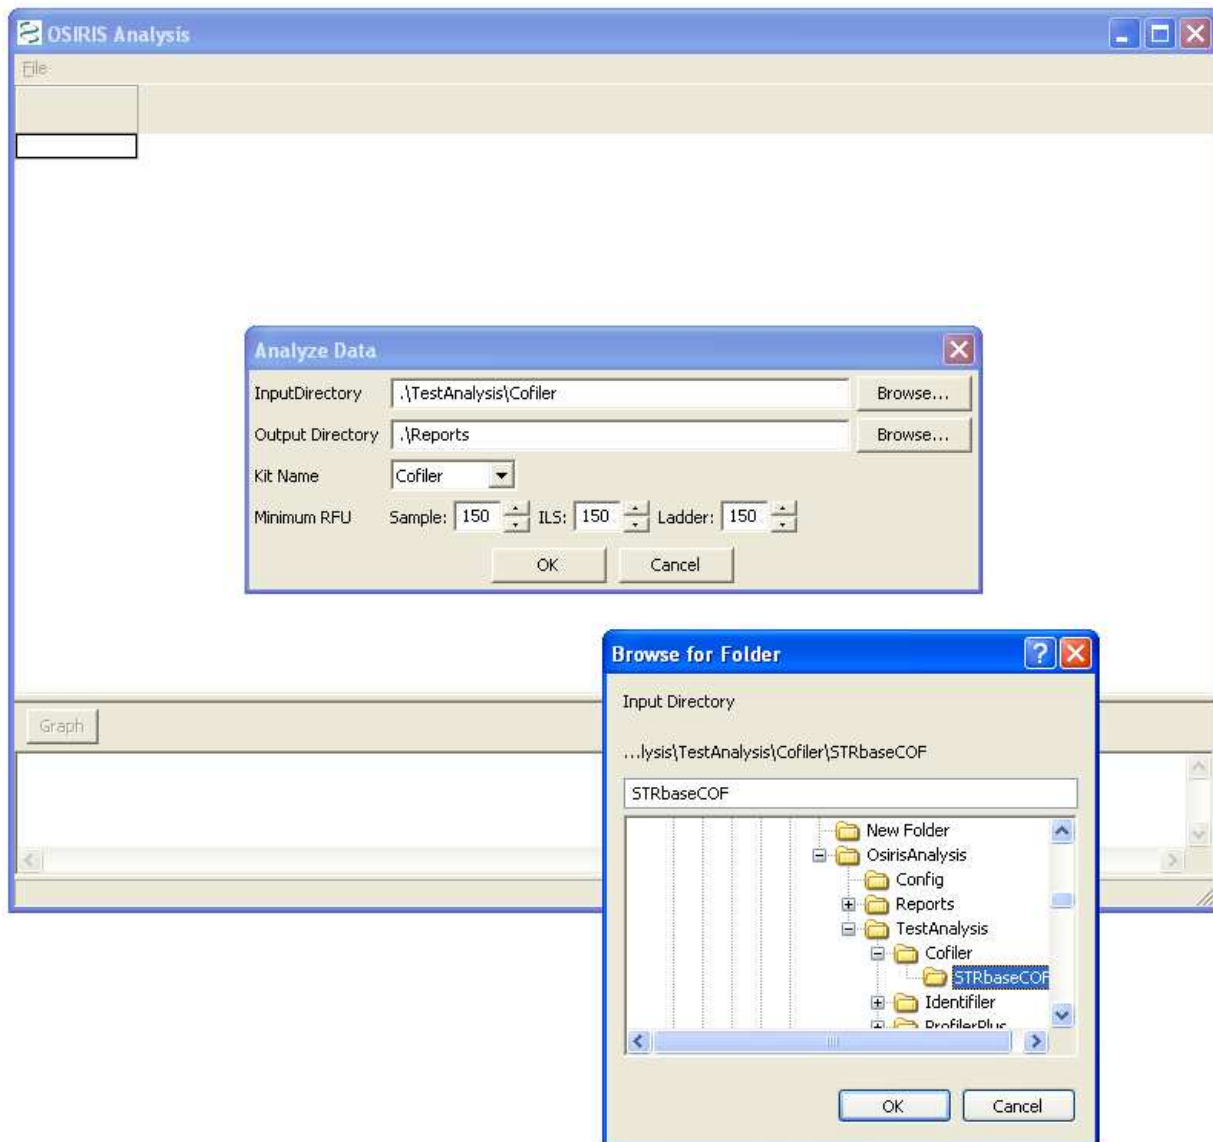 OSIRIS Analysis
File
Analyze Data
InputDirectory .\TestAnalysis\Cofiler Browse...
Output Directory .\Reports Browse...
Kit Name Cofiler
Minimum RFU Sample: 150 ILS: 150 Ladder: 150
OK Cancel
Browse for Folder
Input Directory
Graph
...lysis\TestAnalysis\Cofiler\STRbaseCOF
STRbaseCOF
New Folder
OsirisAnalysis
Config
Reports
TestAnalysis
Cofiler
STRbaseCOF
Identifiler
ProfilerPlus
OK Cancel